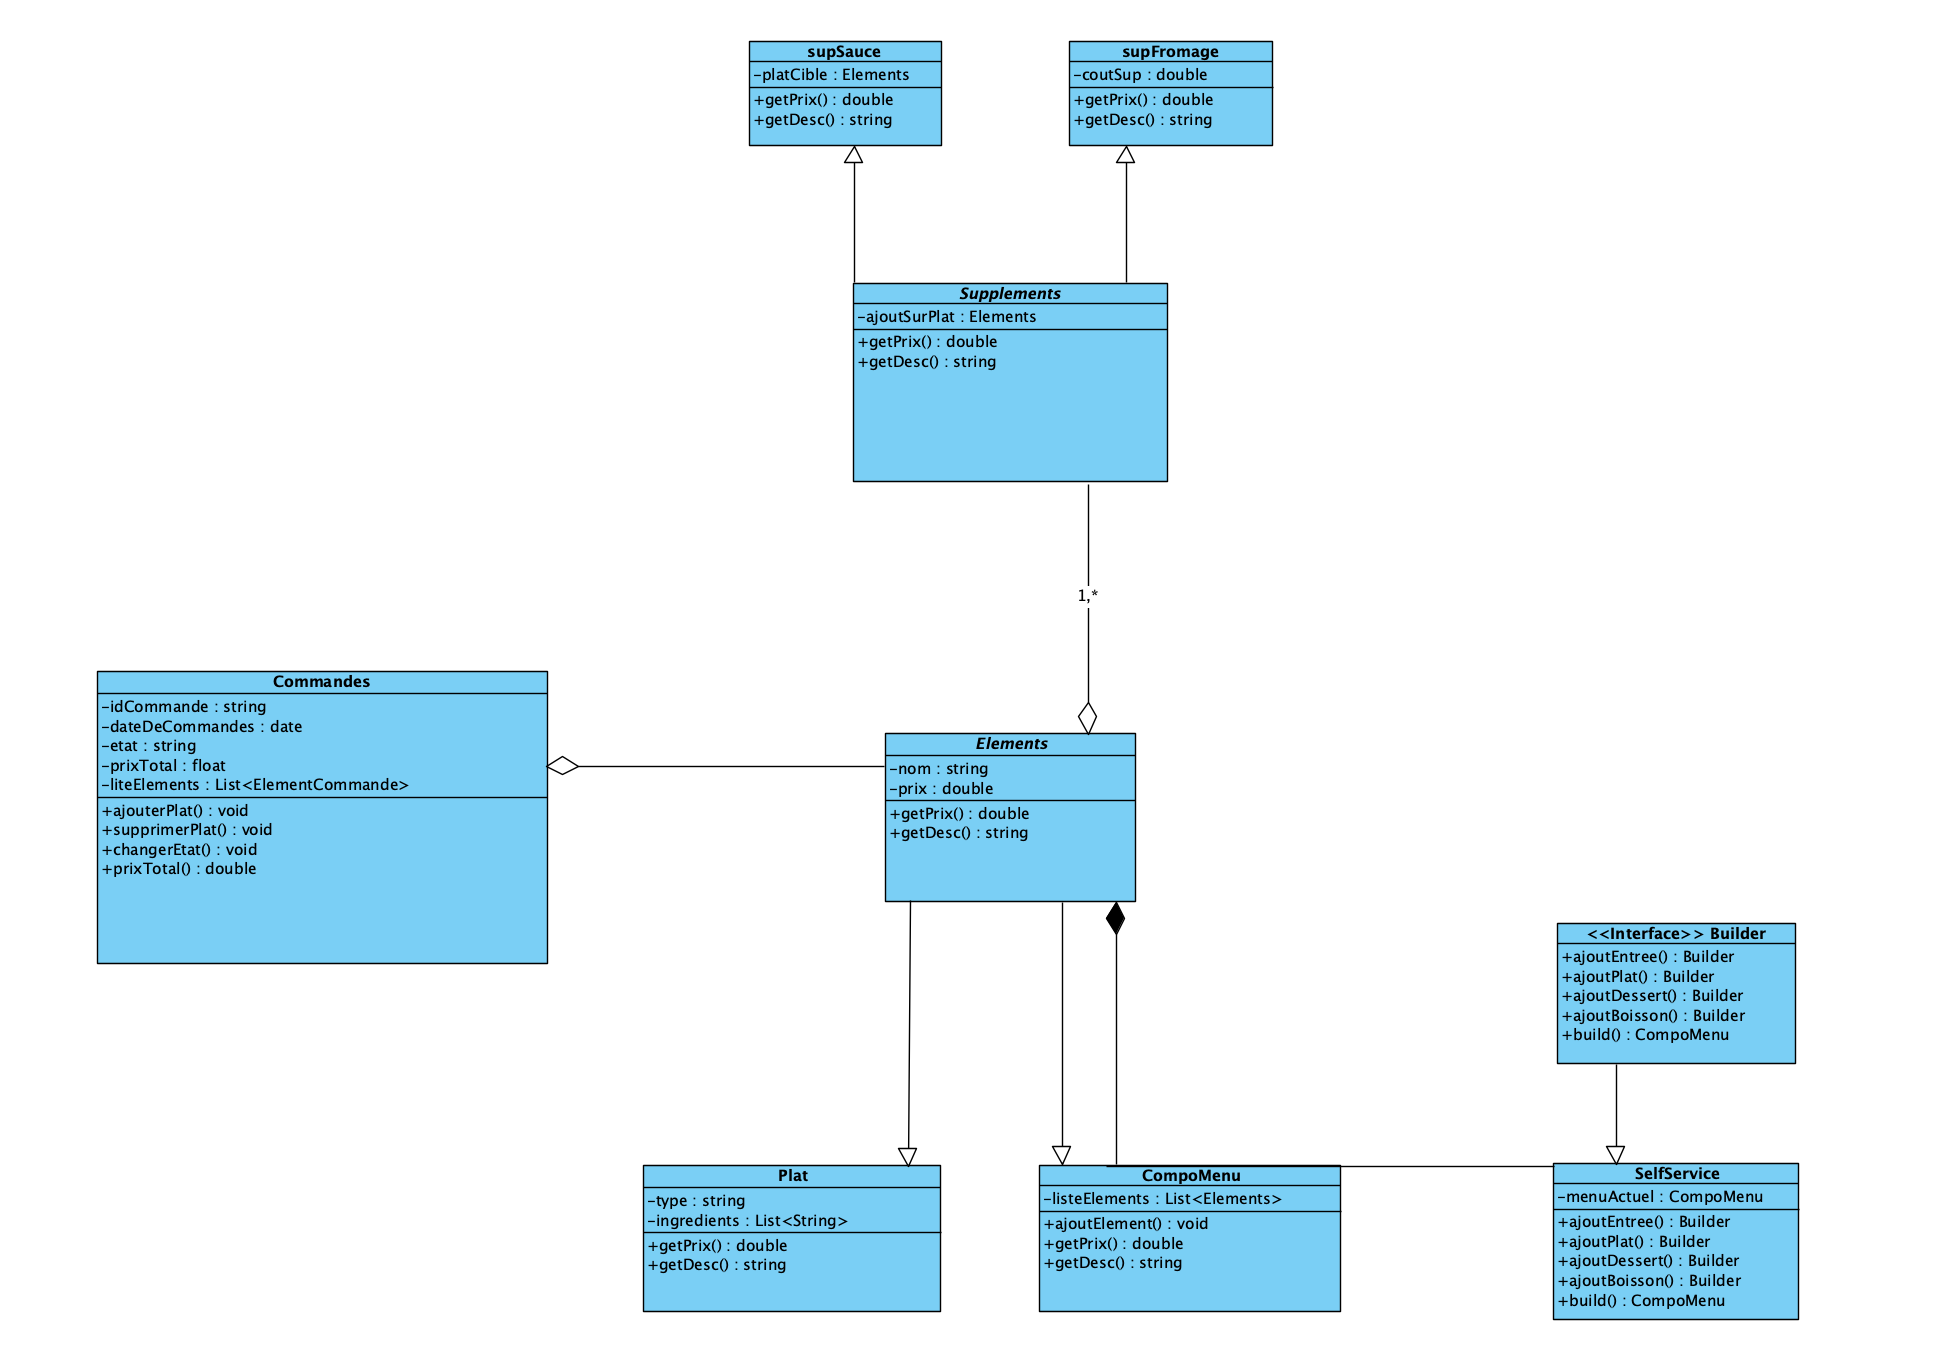 supSauce
-platCible : Elements
+getPrix() : double
+getDesc() : string
supFromage
-coutSup : double
+getPrix() : double
+getDesc() : string
Supplements
-ajoutSurPlat : Elements
+getPrix() : double
+getDesc() : string
1,*
Commandes
-idCommande : string
-dateDeCommandes : date
-etat : string
-prixTotal : float
-liteElements : List<ElementCommande>
+ajouterPlat() : void
+supprimerPlat() : void
+changerEtat() : void
+prixTotal() : double
Elements
-nom : string
-prix : double
+getPrix() : double
+getDesc() : string
<<Interface>> Builder
+ajoutEntree() : Builder
+ajoutPlat() : Builder
+ajoutDessert() : Builder
+ajoutBoisson() : Builder
+build() : CompoMenu
Plat
-type : string
-ingredients : List<String>
+getPrix() : double
+getDesc() : string
CompoMenu
-listeElements : List<Elements>
+ajoutElement() : void
+getPrix() : double
+getDesc() : string
SelfService
-menuActuel : CompoMenu
+ajoutEntree() : Builder
+ajoutPlat() : Builder
+ajoutDessert() : Builder
+ajoutBoisson() : Builder
+build() : CompoMenu